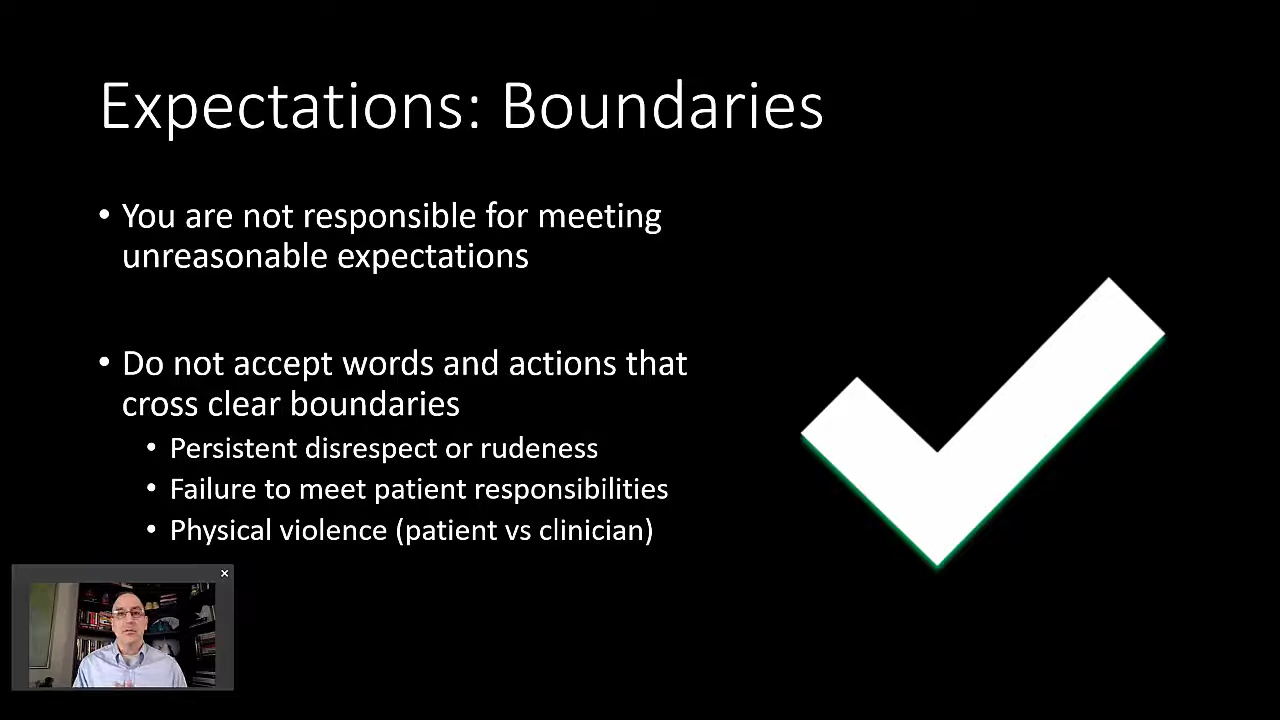 Expectations: Boundaries
• You are not responsible for meeting
unreasonable expectations
• Do not accept words and actions that
cross clear boundaries
• Persistent disrespect or rudeness
• Failure to meet patient responsibilities
• Physical violence (patient vs clinician)